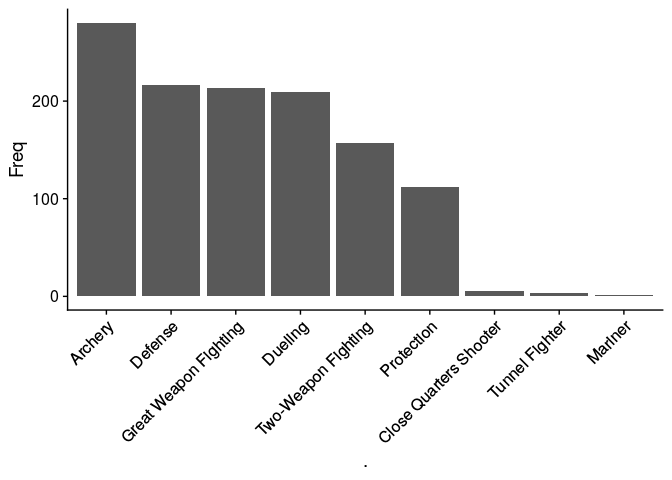 Freq
200
100
0
Archery
Defense
Great Weapon Fighting
Dueling
Two-Weapon Fighting
Protection
Close Quarters Shooter
Tunnel Fighter
Mariner
.